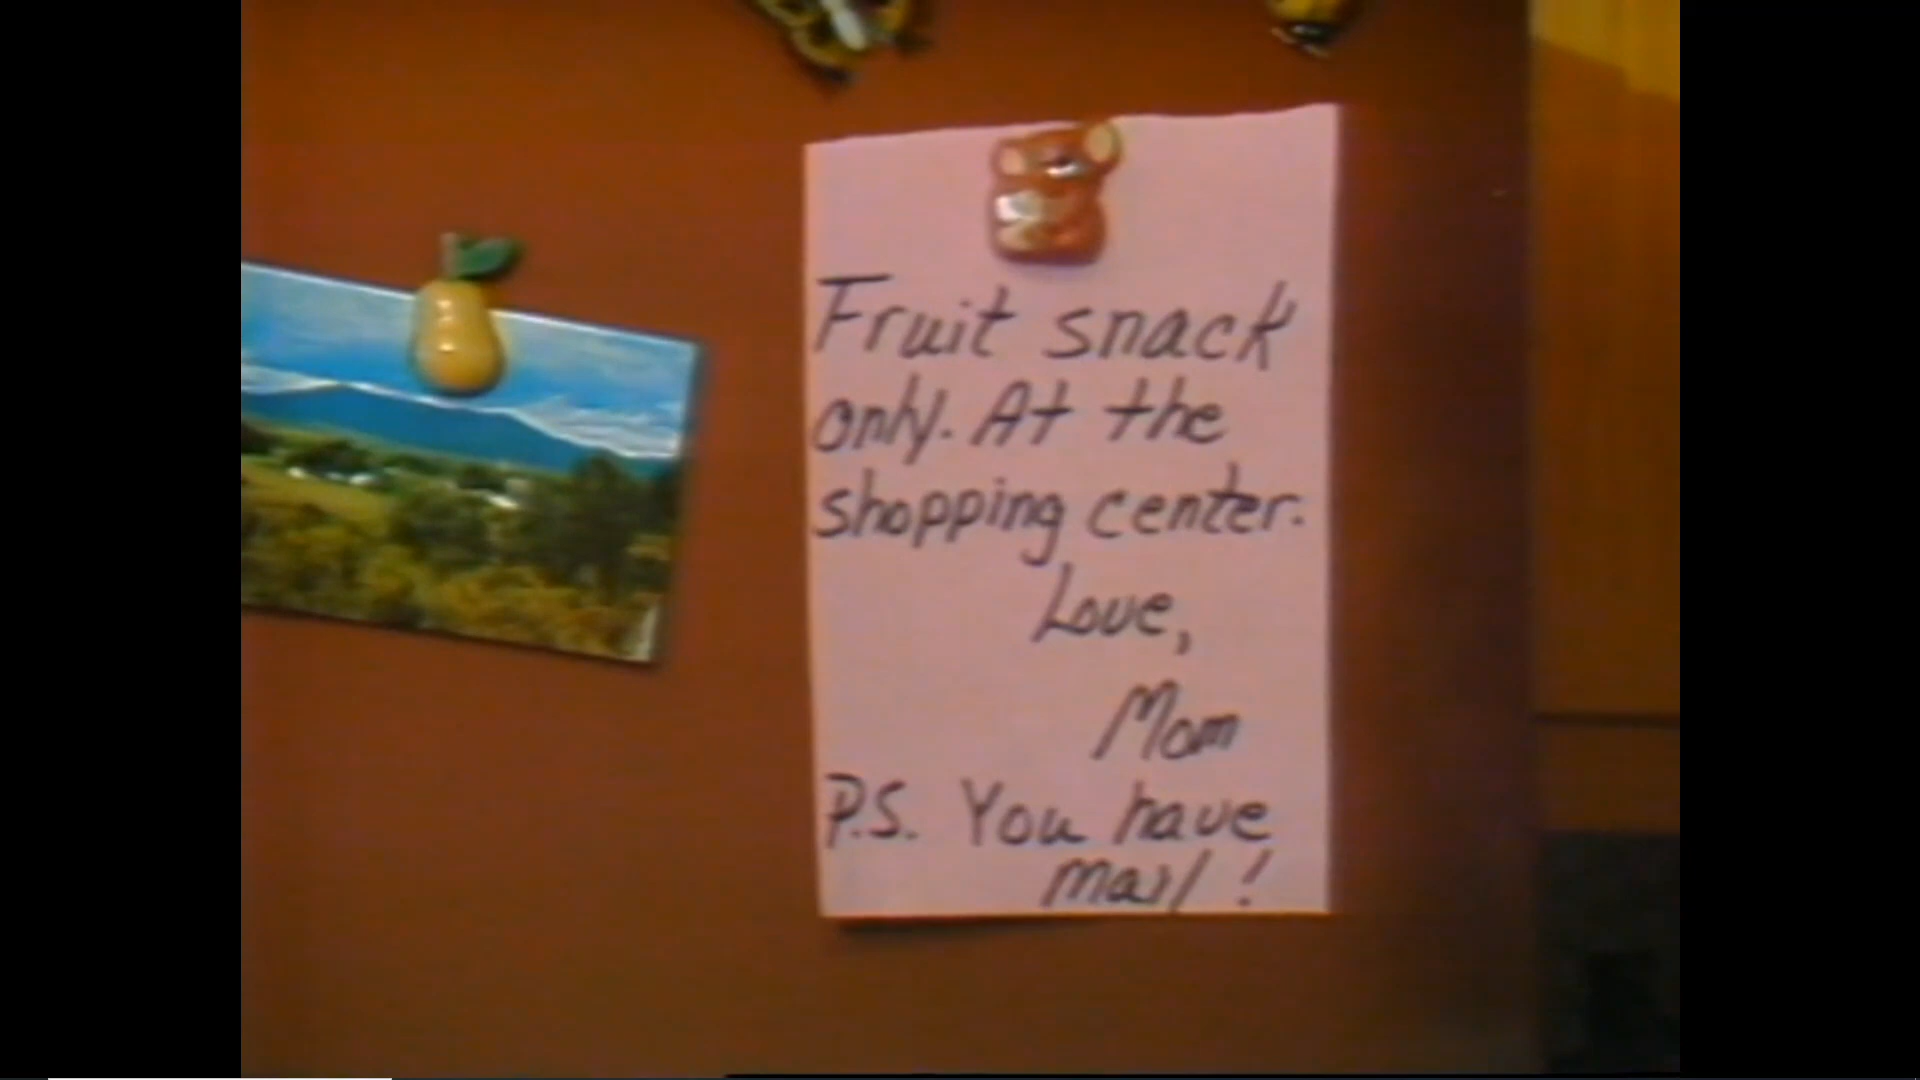 Fruit snack
only. At the
shopping center.
Love,
Mom
P.S. You have
mail!